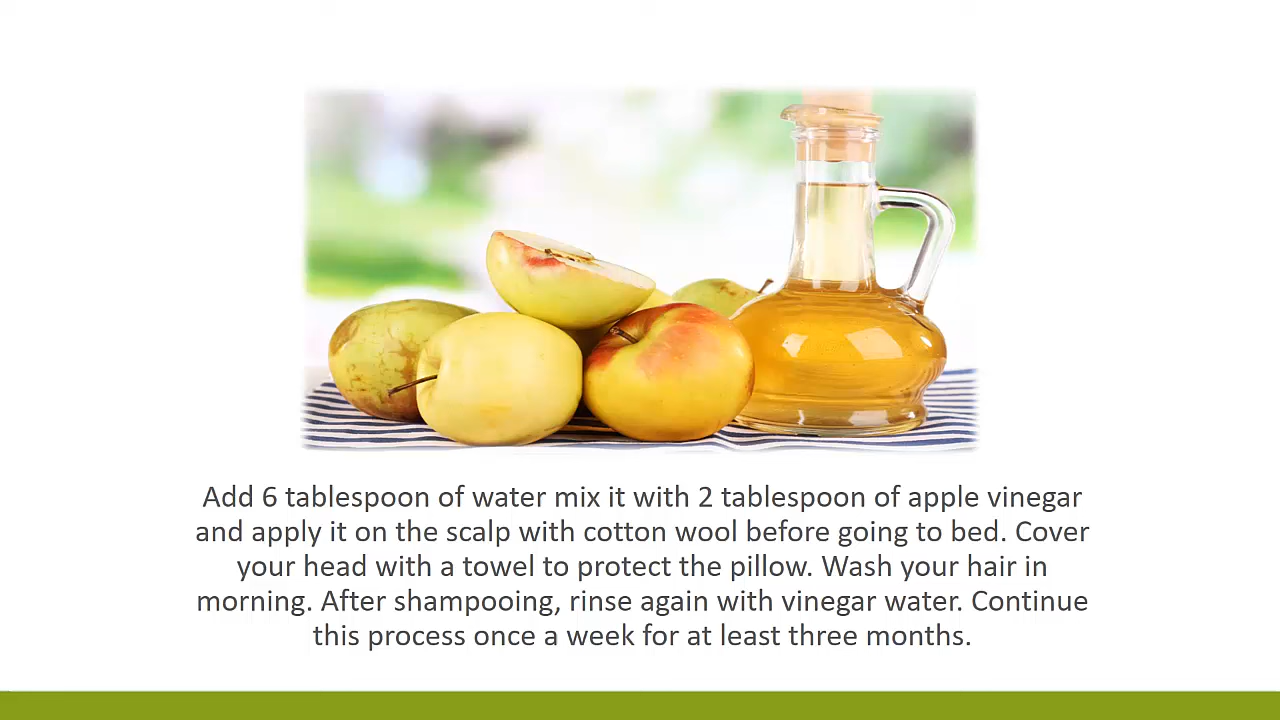 Add 6 tablespoon of water mix it with 2 tablespoon of apple vinegar
and apply it on the scalp with cotton wool before going to bed. Cover
your head with a towel to protect the pillow. Wash your hair in
morning. After shampooing, rinse again with vinegar water. Continue
this process once a week for at least three months.